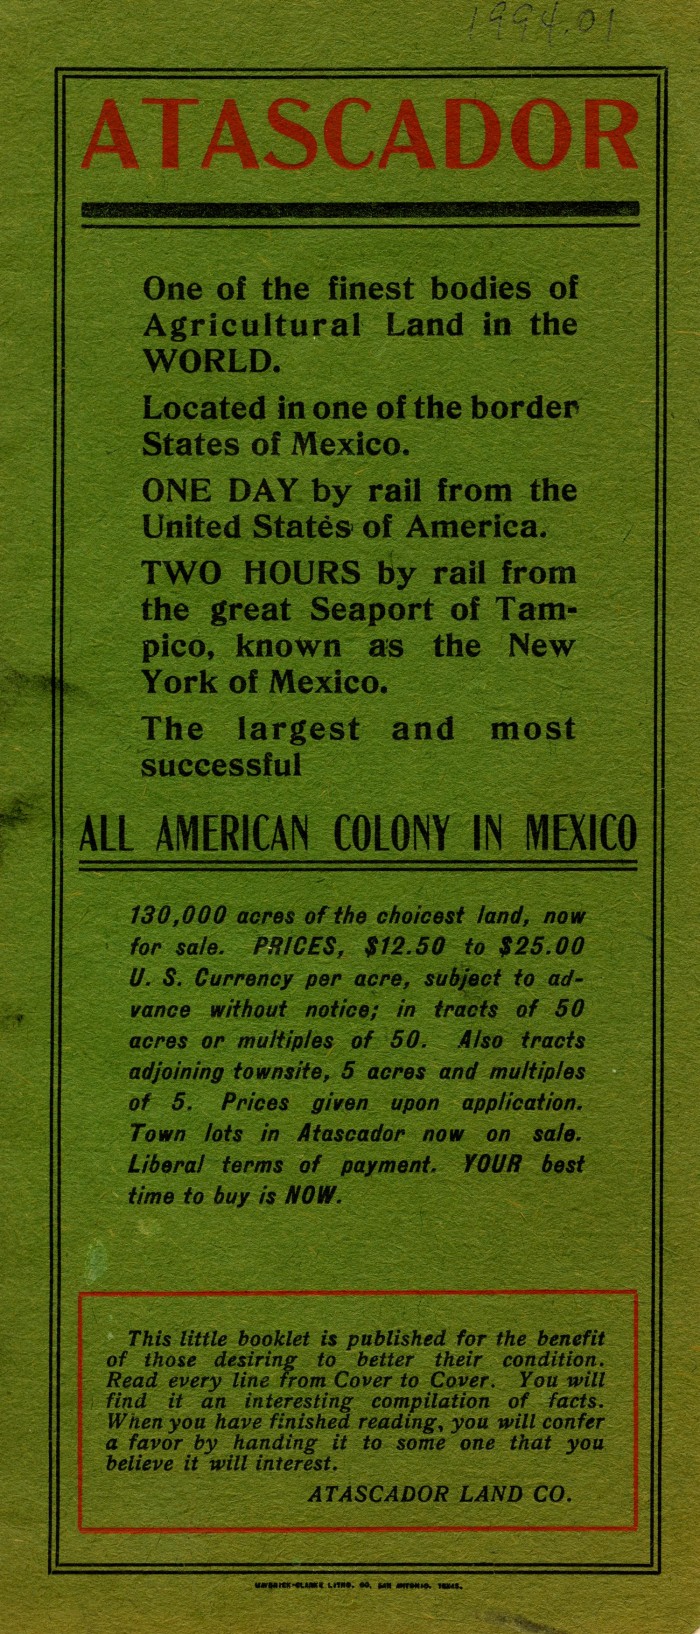 1994.01
ATASCADOR
One of the finest bodies of
Agricultural Land in the
WORLD.
Located in one of the border
States of Mexico.
ONE DAY by rail from the
United States of America.
TWO HOURS by rail from
the great Seaport of Tam-
pico, known as the New
York of Mexico.
The largest and most
successful
ALL AMERICAN COLONY IN MEXICO
130,000 acres of the choicest land, now
for sale. PRICES, $12.50 to $25.00
U. S. Currency per acre, subject to ad-
vance without notice; in tracts of 50
acres or multiples of 50. Also tracts
adjoining townsite, 5 acres and multiples
of 5. Prices given upon application.
Town lots in Atascador now on sale.
Liberal terms of payment. YOUR best
time to buy is NOW.
This little booklet is published for the benefit
of those desiring to better their condition.
Read every line from Cover to Cover. You will
find it an interesting compilation of facts.
When you have finished reading, you will confer
a favor by handing it to some one that you
believe it will interest.
ATASCADOR LAND CO.
MAVERICK-CLARKE LITHO. CO. SAN ANTONIO, TEXAS.